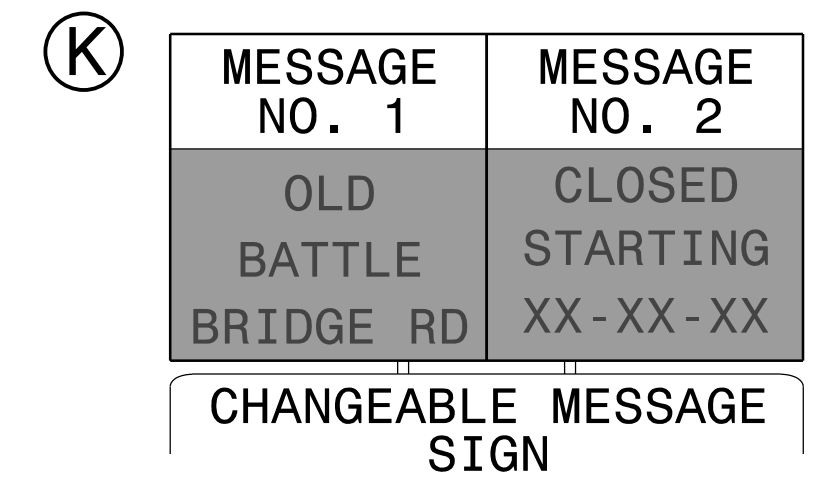 K
MESSAGE
NO. 1
OLD
BATTLE
BRIDGE RD
MESSAGE
NO. 2
CLOSED
STARTING
XX-XX-XX
CHANGEABLE MESSAGE
SIGN